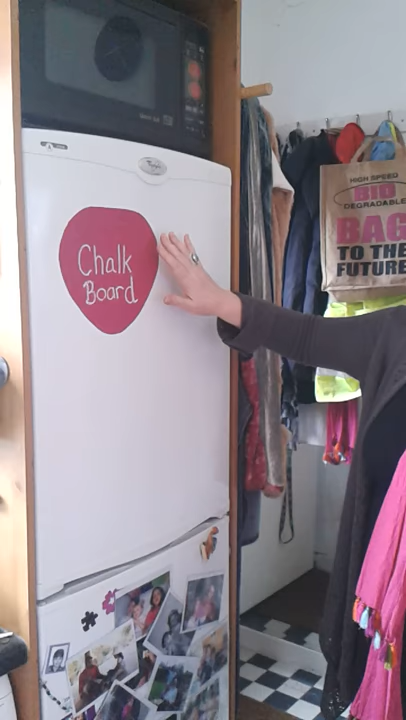 Chalk
Board
HIGH SPEED
BIO
DEGRADABLE
BAG
TO THE
FUTURE